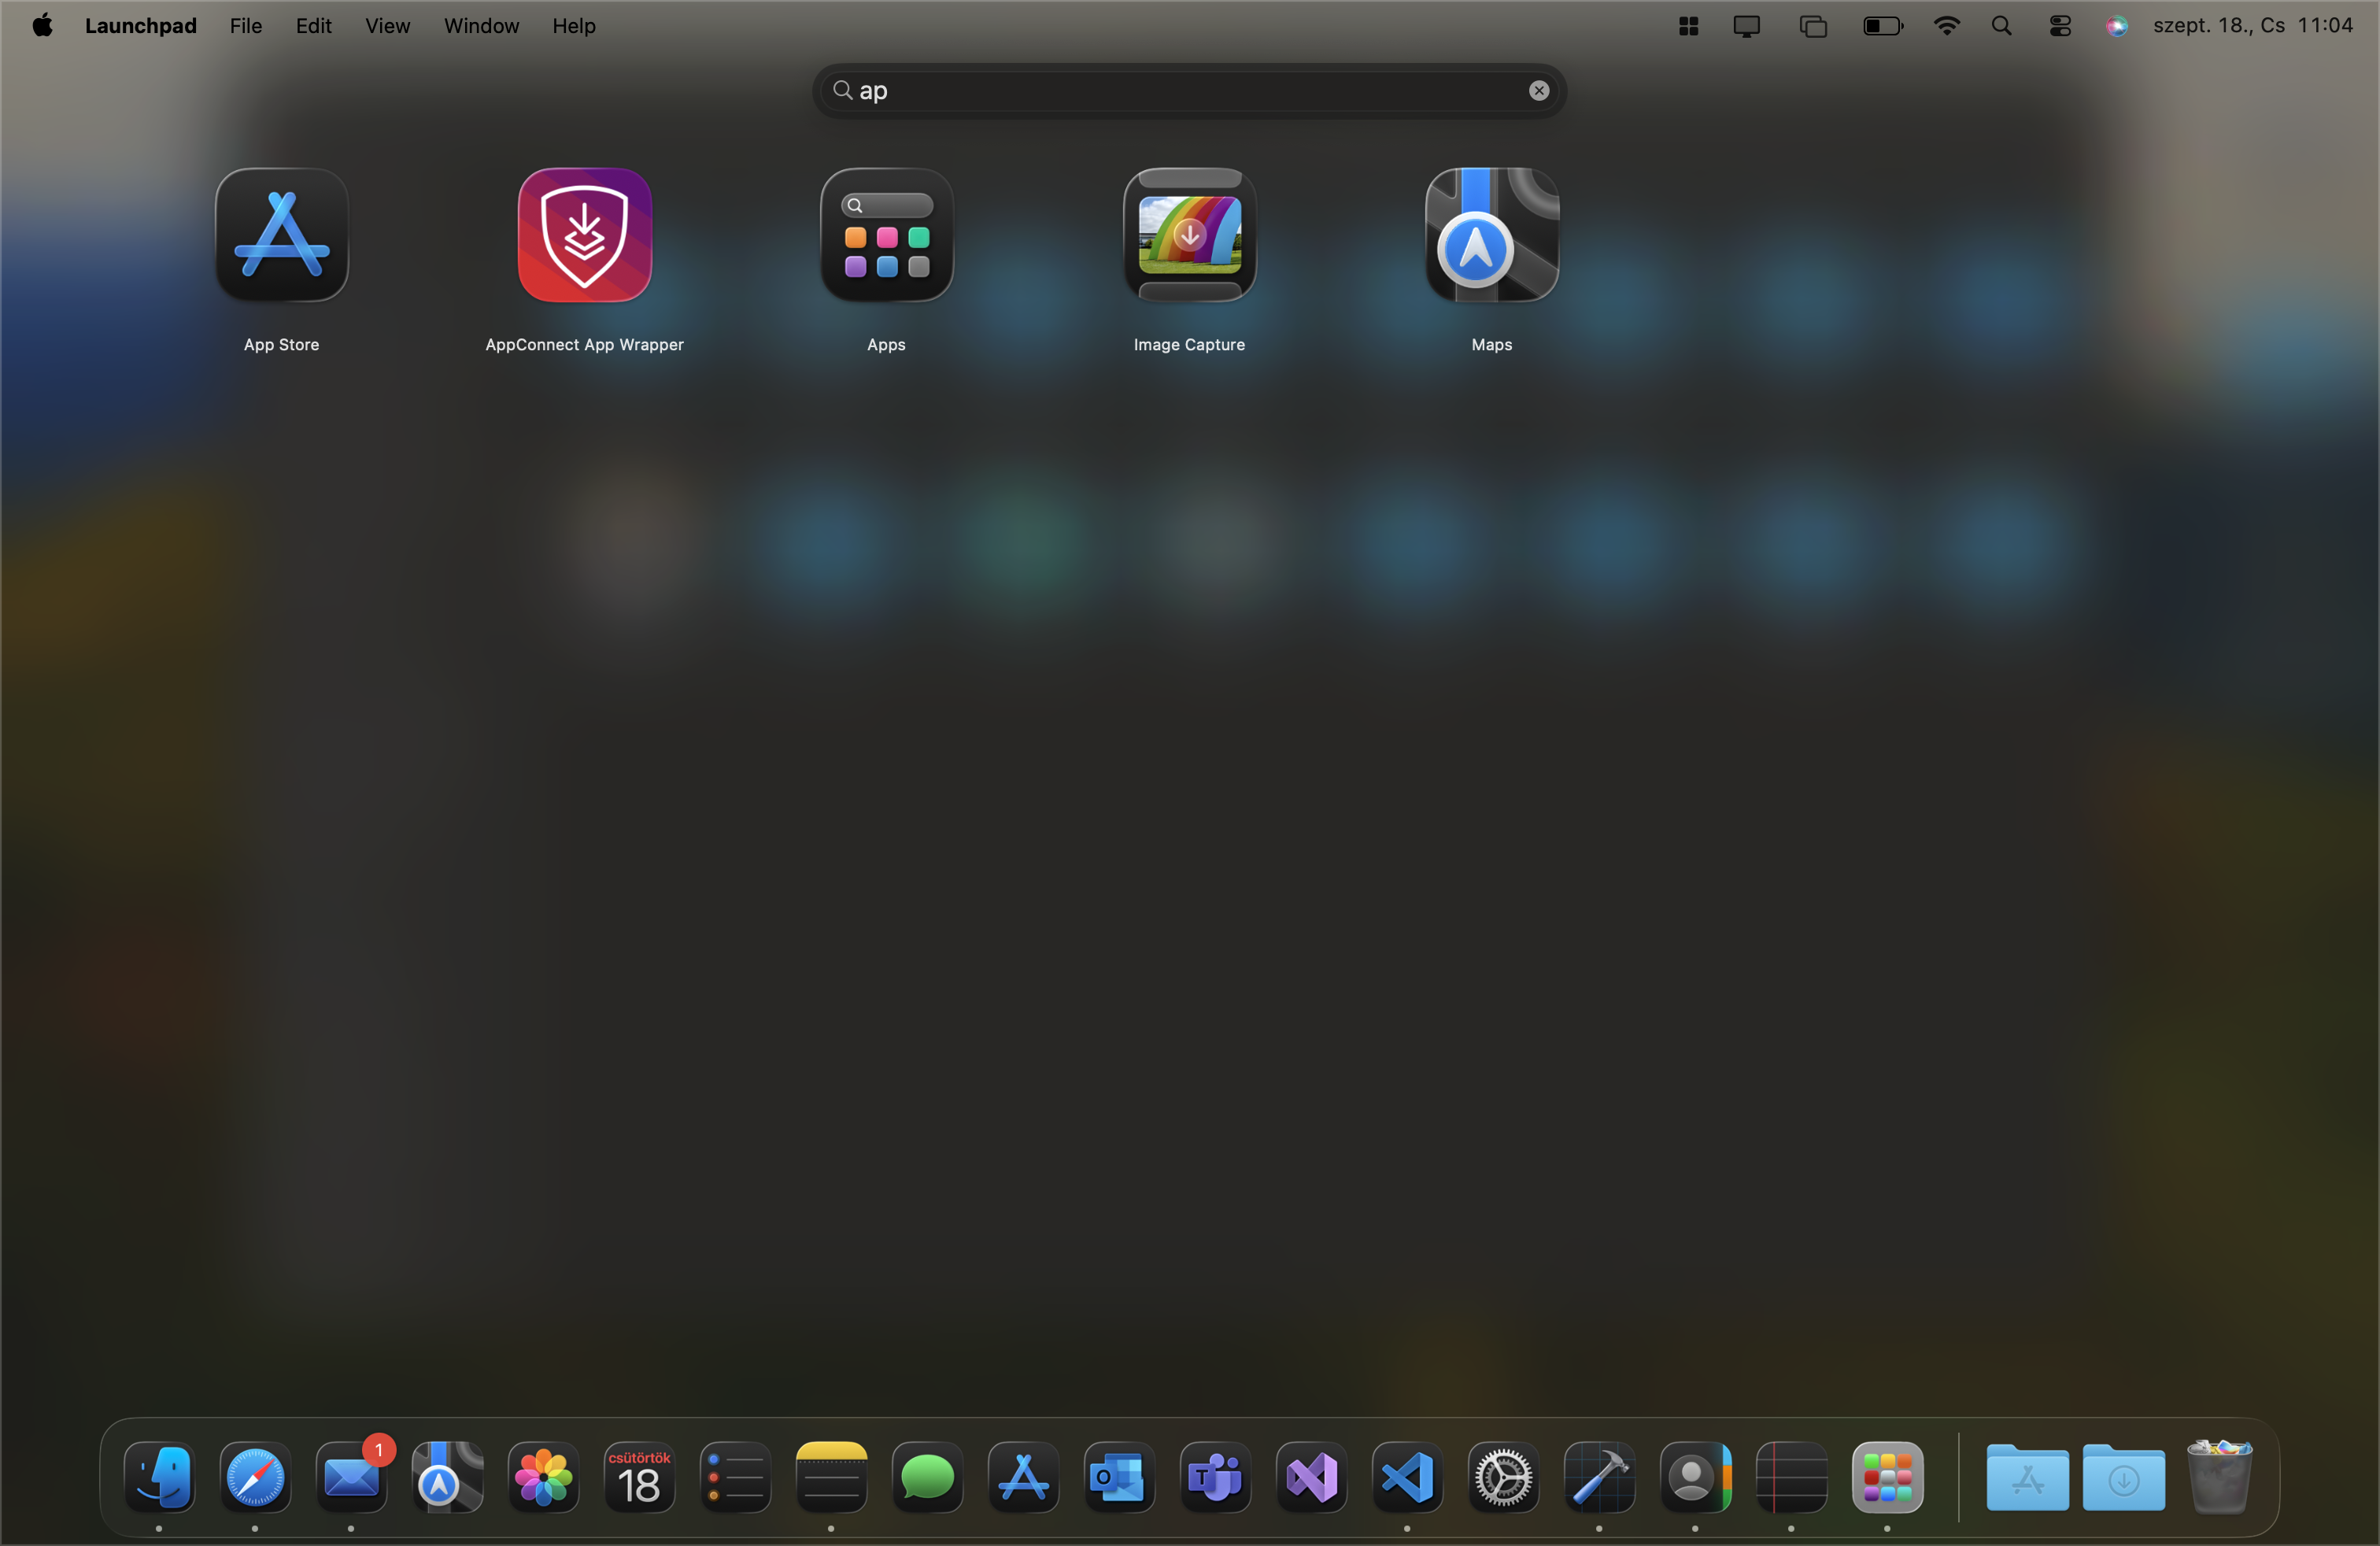 Launchpad File Edit View Window Help szept. 18., Cs 11:04
ap
App Store AppConnect App Wrapper Apps Image Capture Maps
1
csütörtök
18